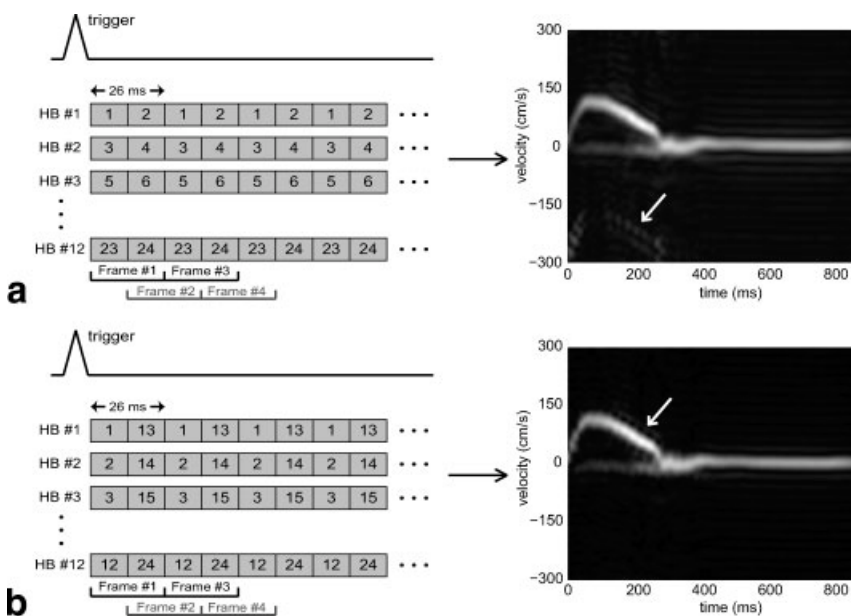 trigger
26 ms
HB #1 1 2 1 2 1 2 1 2 • • •
HB #2 3 4 3 4 3 4 3 4 • • •
HB #3 5 6 5 6 5 6 5 6 • • •
HB #12 23 24 23 24 23 24 23 24 • • •
Frame #1 Frame #3
Frame #2 Frame #4
a
300
150
0
−150
−300
velocity (cm/s)
0 200 400 600 800
time (ms)
trigger
26 ms
HB #1 1 13 1 13 1 13 1 13 • • •
HB #2 2 14 2 14 2 14 2 14 • • •
HB #3 3 15 3 15 3 15 3 15 • • •
HB #12 12 24 12 24 12 24 12 24 • • •
Frame #1 Frame #3
Frame #2 Frame #4
b
300
150
0
−150
−300
velocity (cm/s)
0 200 400 600 800
time (ms)